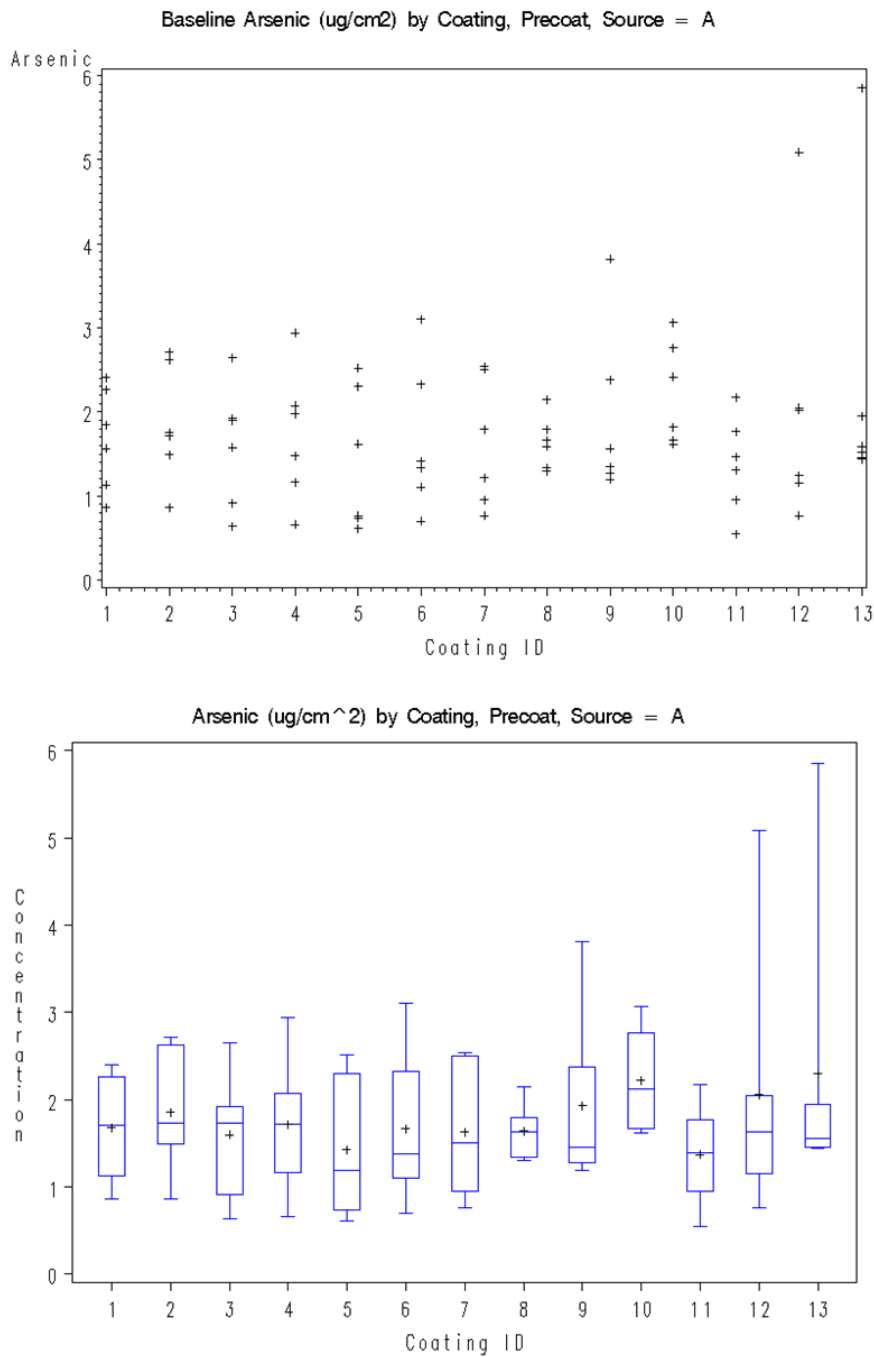 Baseline Arsenic (ug/cm2) by Coating, Precoat, Source = A
Arsenic
6
5
4
3
2
1
0
1 2 3 4 5 6 7 8 9 10 11 12 13
Coating ID
Arsenic (ug/cm^2) by Coating, Precoat, Source = A
6
5
4
3
2
1
0
Concentration
1 2 3 4 5 6 7 8 9 10 11 12 13
Coating ID